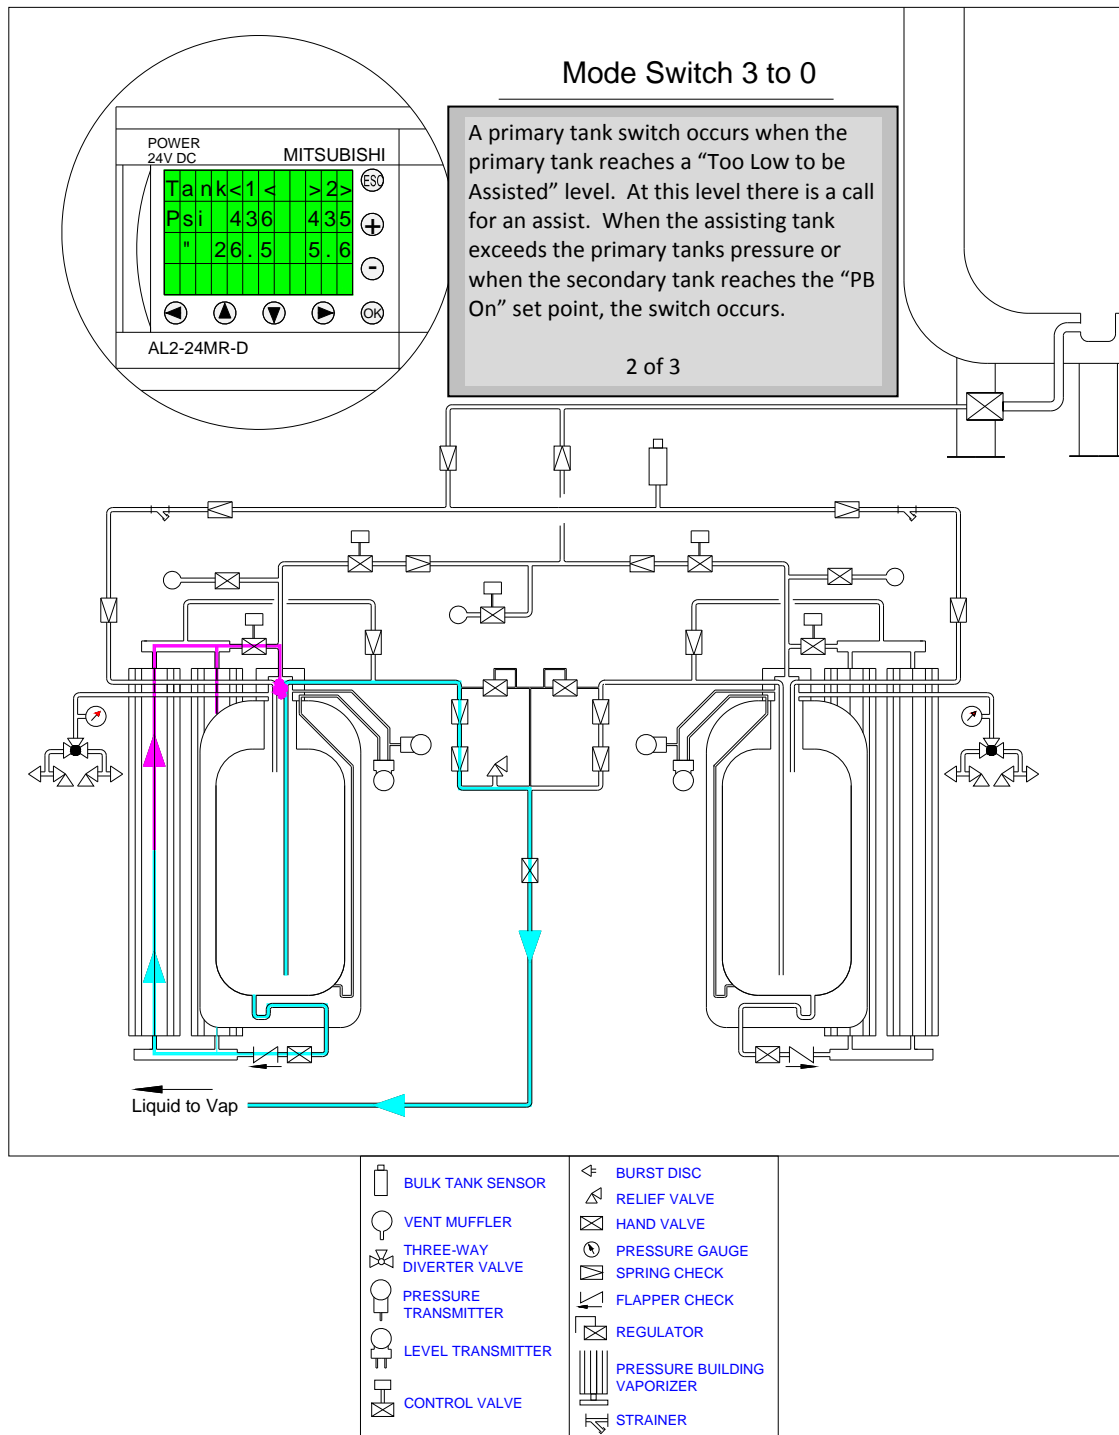 Mode Switch 3 to 0
A primary tank switch occurs when the
primary tank reaches a “Too Low to be
Assisted” level.  At this level there is a call
for an assist.  When the assisting tank
exceeds the primary tanks pressure or
when the secondary tank reaches the “PB
On” set point, the switch occurs.
2 of 3
POWER
24V DC
MITSUBISHI
Tank<1< >2>
Psi 436 435
" 26.5 5.6
ESC
+
-
OK
AL2-24MR-D
Liquid to Vap
BULK TANK SENSOR
VENT MUFFLER
THREE-WAY
DIVERTER VALVE
PRESSURE
TRANSMITTER
LEVEL TRANSMITTER
CONTROL VALVE
BURST DISC
RELIEF VALVE
HAND VALVE
PRESSURE GAUGE
SPRING CHECK
FLAPPER CHECK
REGULATOR
PRESSURE BUILDING
VAPORIZER
STRAINER